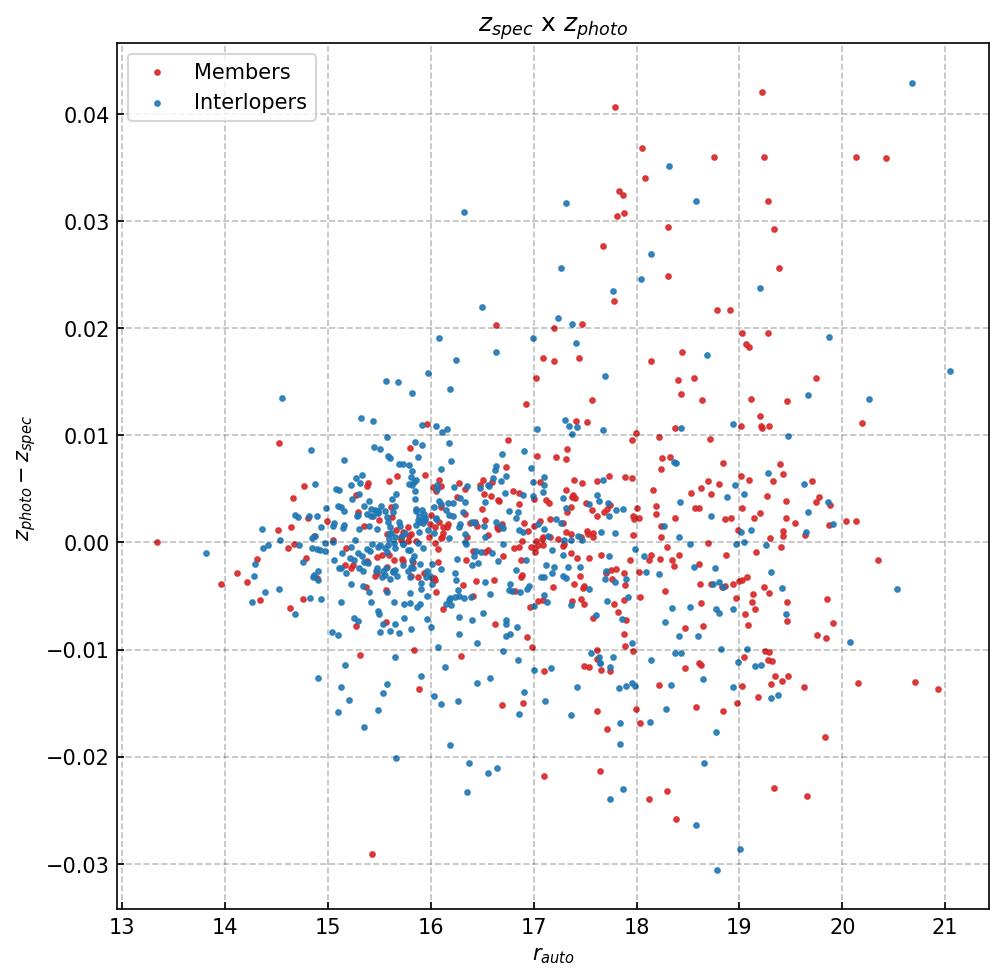 z_spec x z_photo
Members
Interlopers
0.04
0.03
0.02
0.01
0.00
−0.01
−0.02
−0.03
z_photo − z_spec
13 14 15 16 17 18 19 20 21
r_auto